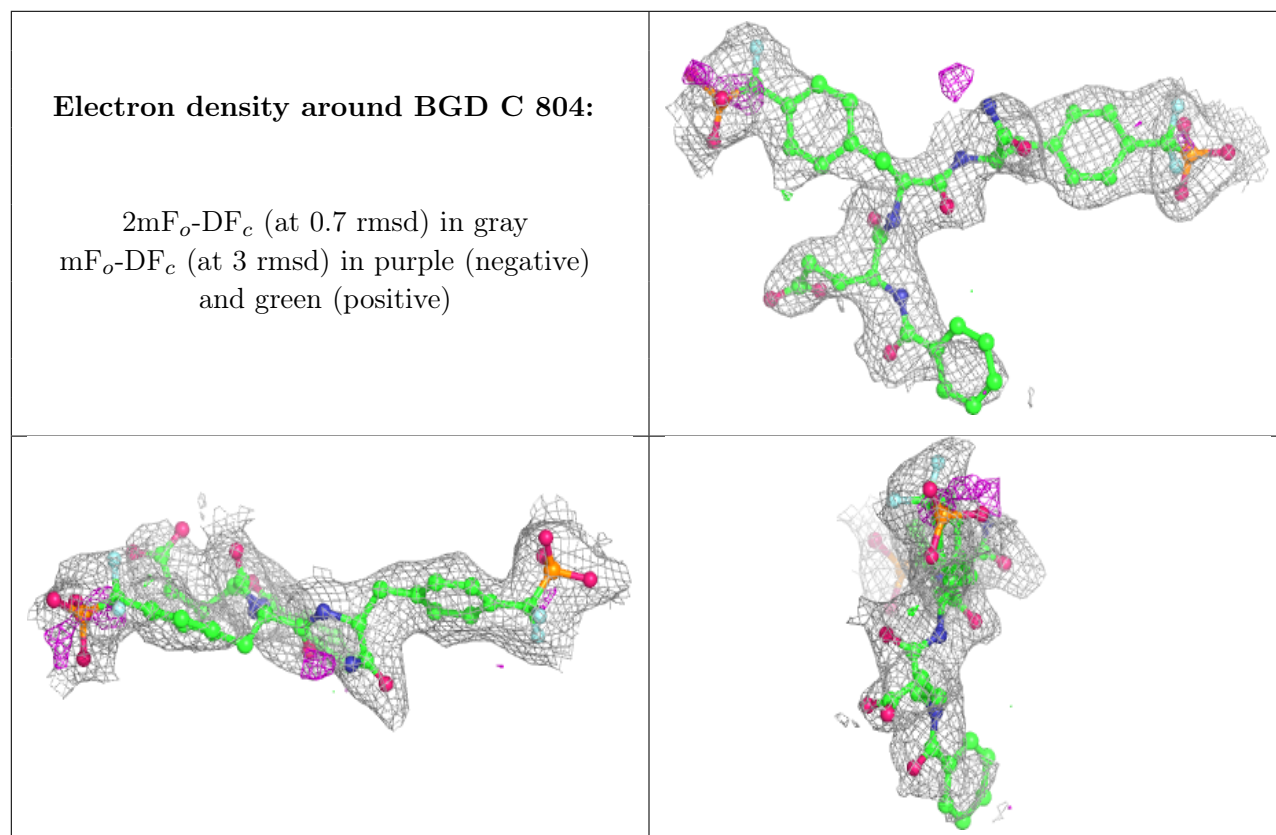 Electron density around BGD C 804:
2mFₒ-DF𝒸 (at 0.7 rmsd) in gray
mFₒ-DF𝒸 (at 3 rmsd) in purple (negative)
and green (positive)